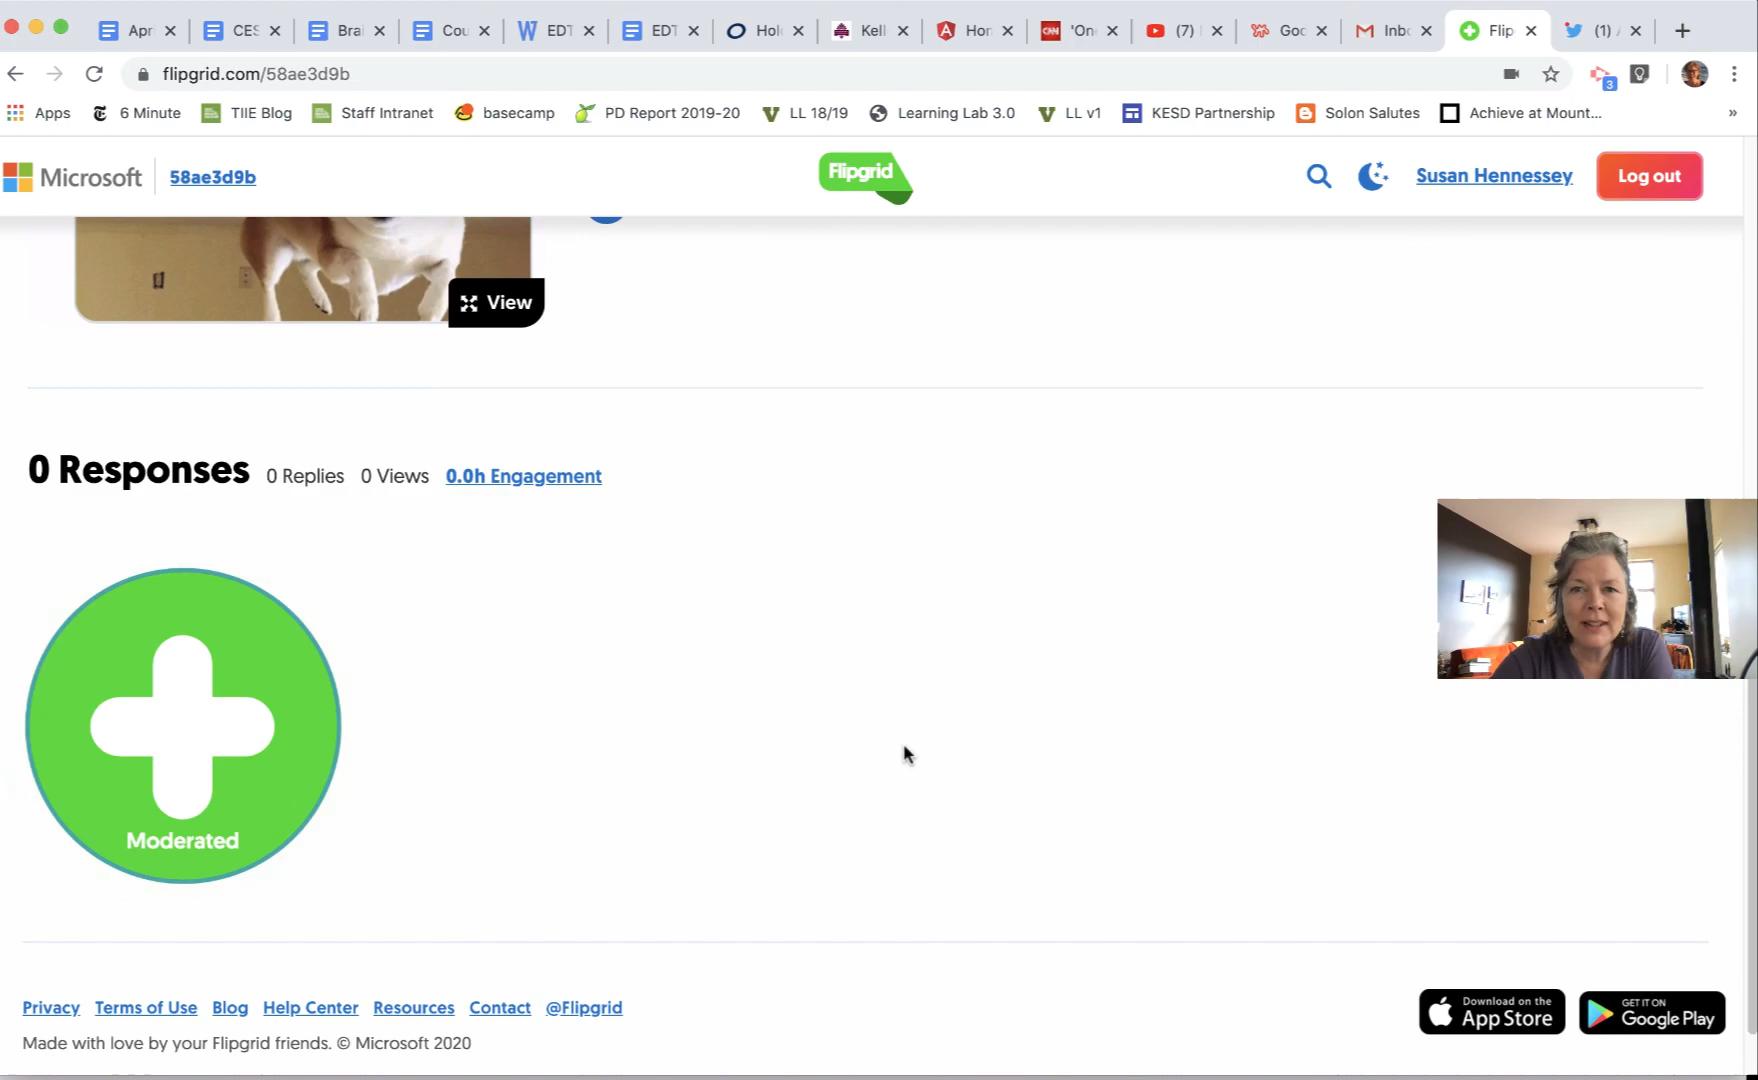 Apr CES Brai Cou EDT EDT Hol Kell Hor CNN 'On (7) Goo Inbo Flip (1)
flipgrid.com/58ae3d9b
3
Apps 6 Minute TIIE Blog Staff Intranet basecamp PD Report 2019-20 LL 18/19 Learning Lab 3.0 LL v1 KESD Partnership Solon Salutes Achieve at Mount... »
Microsoft 58ae3d9b Flipgrid Susan Hennessey Log out
View
0 Responses 0 Replies 0 Views 0.0h Engagement
Moderated
Privacy Terms of Use Blog Help Center Resources Contact @Flipgrid
Download on the App Store
GET IT ON Google Play
Made with love by your Flipgrid friends. © Microsoft 2020